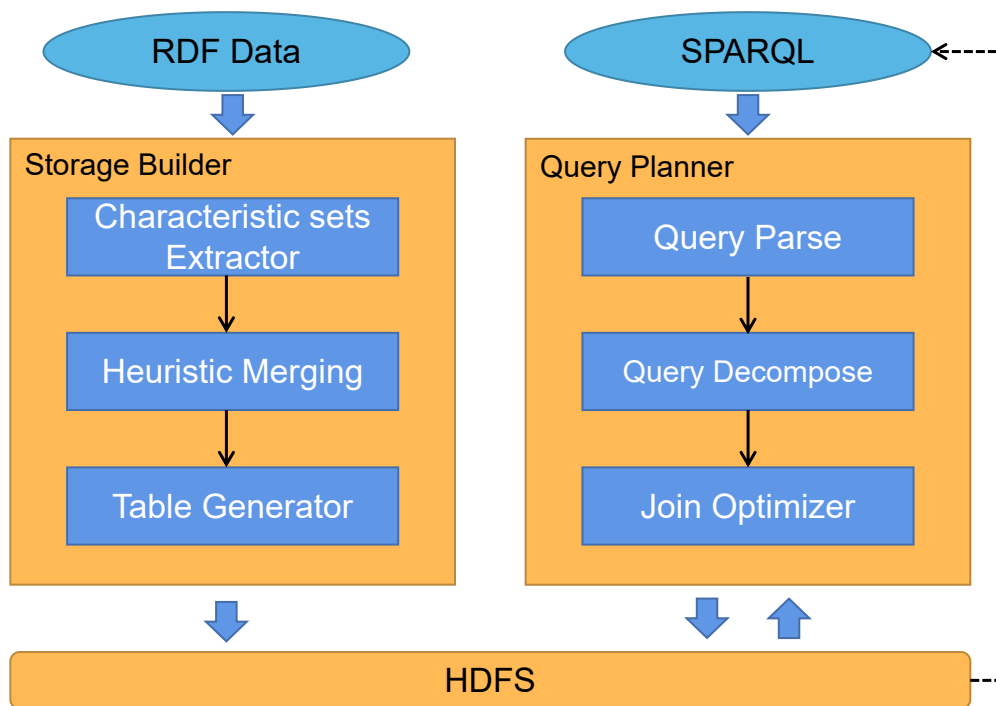 RDF Data
SPARQL
Storage Builder
Characteristic sets
Extractor
Heuristic Merging
Table Generator
Query Planner
Query Parse
Query Decompose
Join Optimizer
HDFS